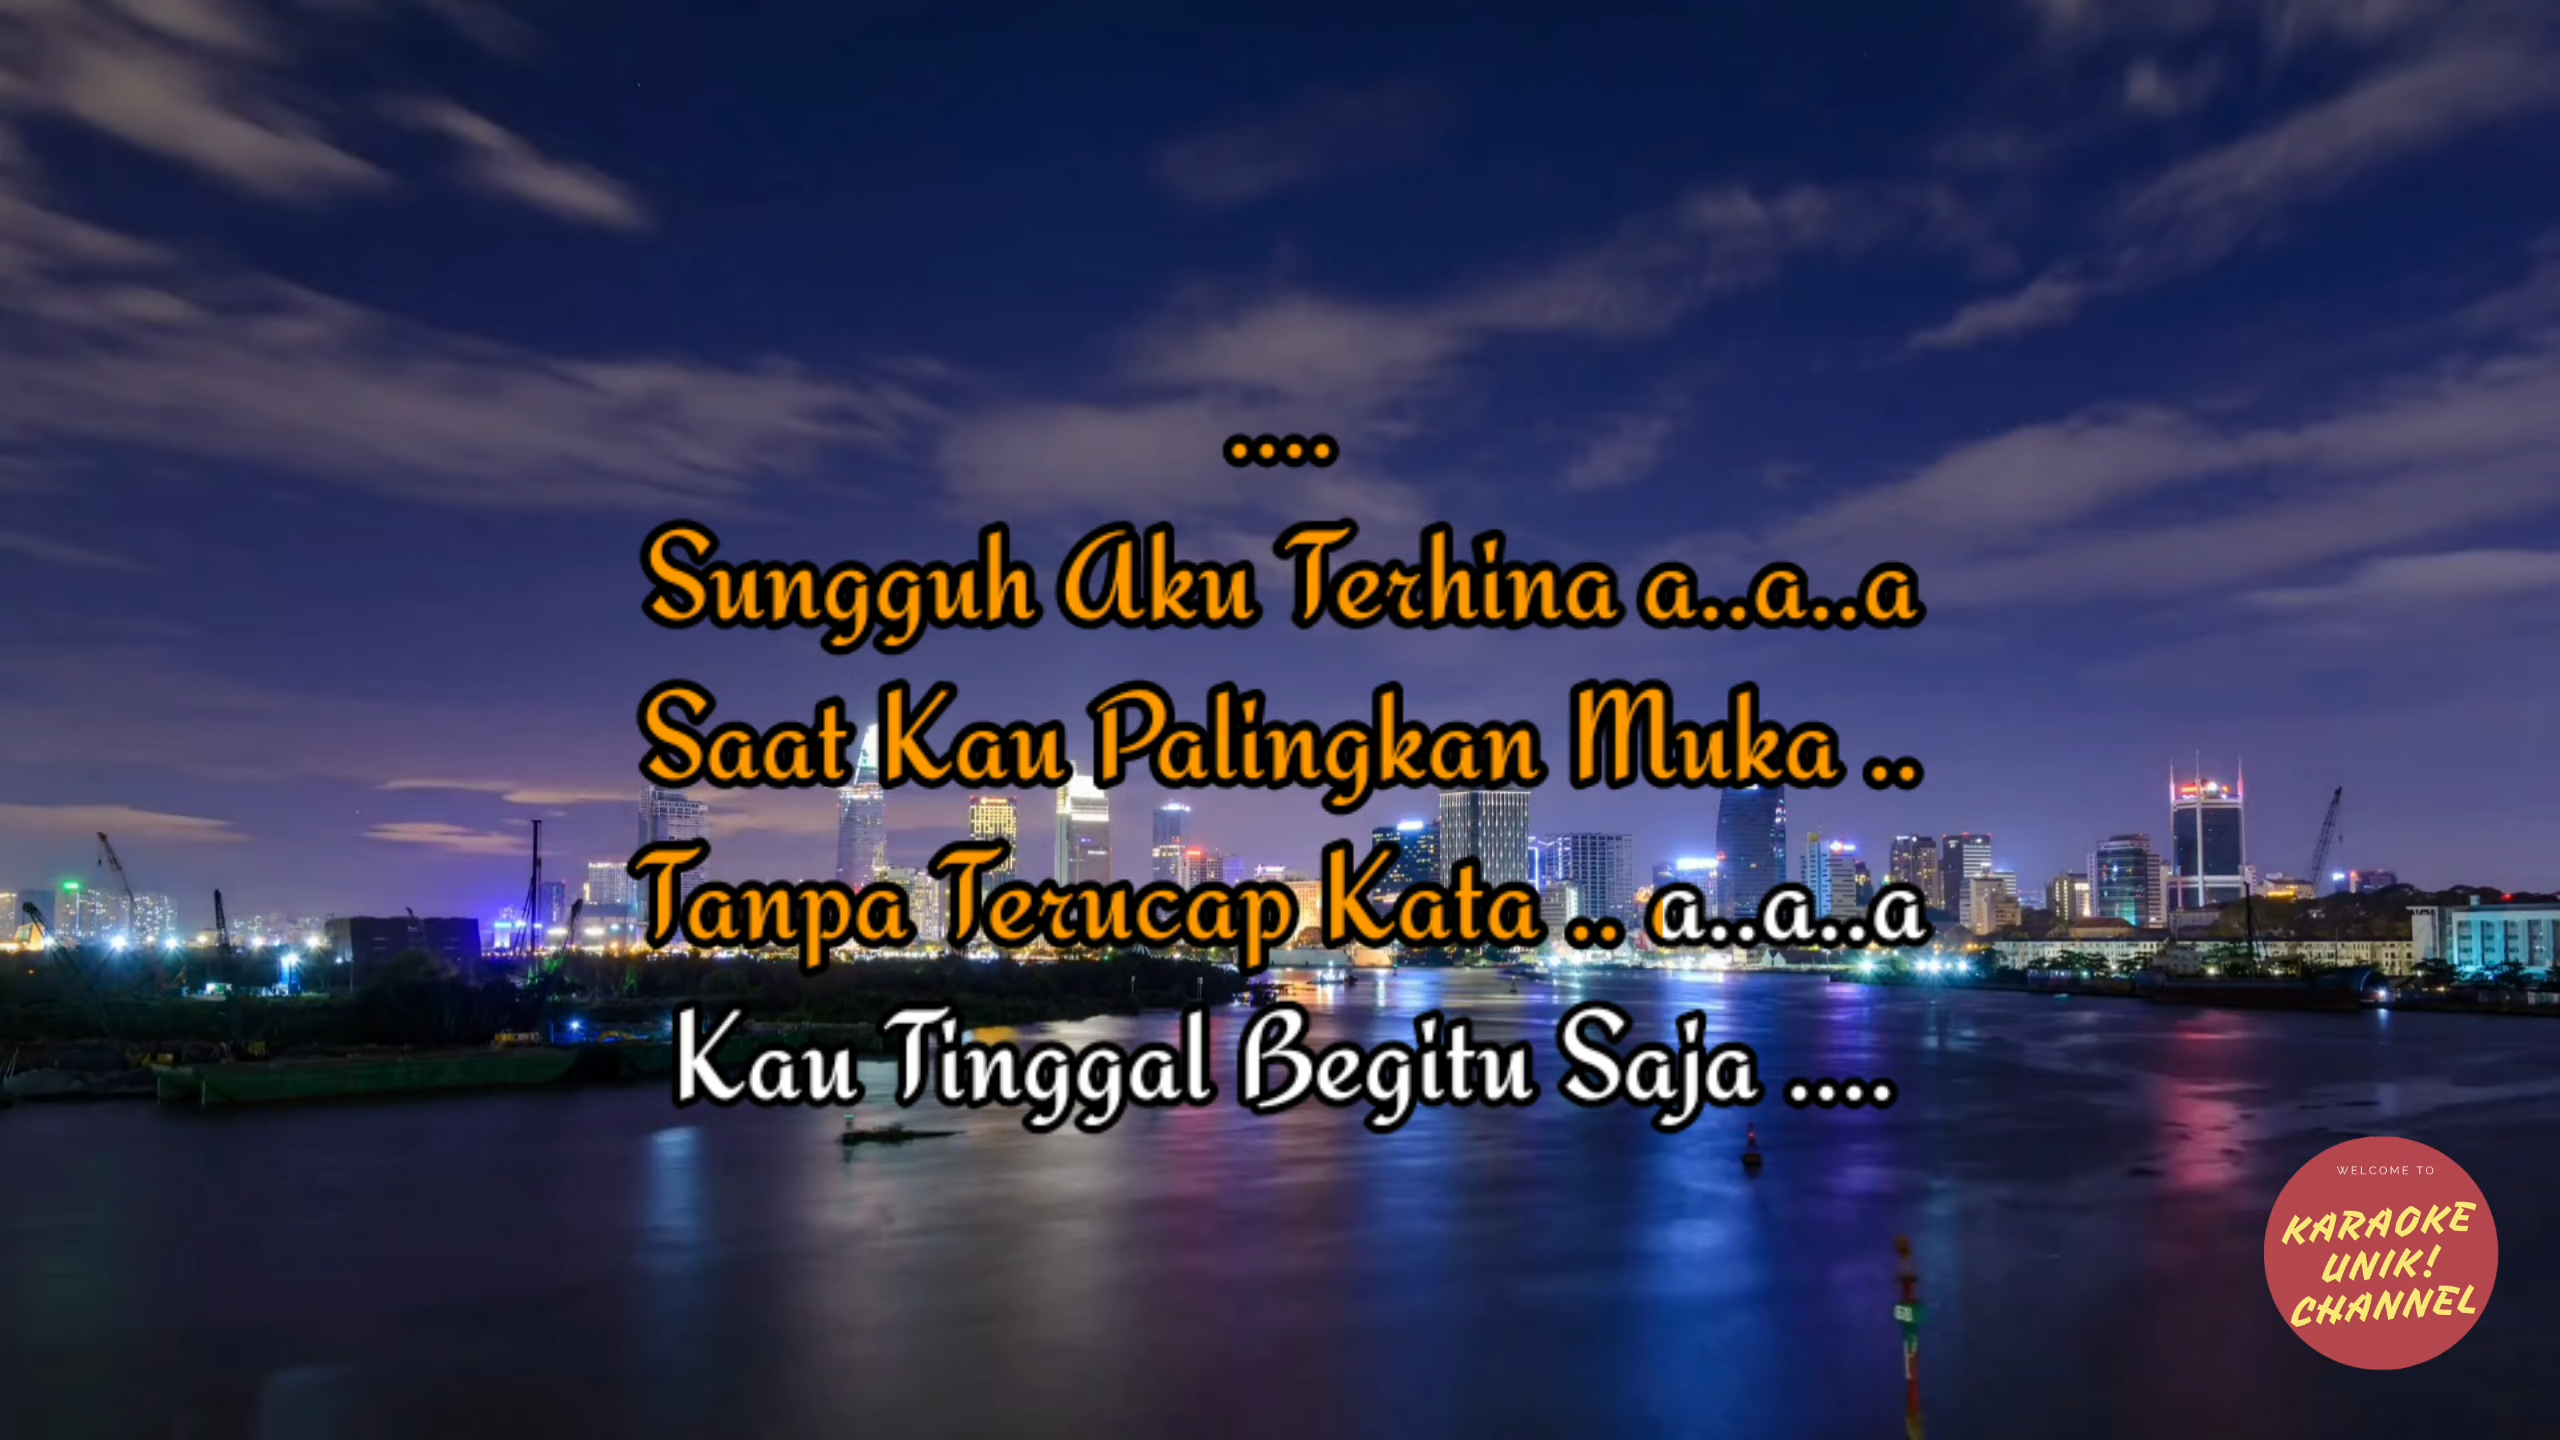 ....
Sungguh Aku Terhina a..a..a
Saat Kau Palingkan Muka ..
Tanpa Terucap Kata .. a..a..a
Kau Tinggal Begitu Saja ....
WELCOME TO
KARAOKE
UNIK!
CHANNEL